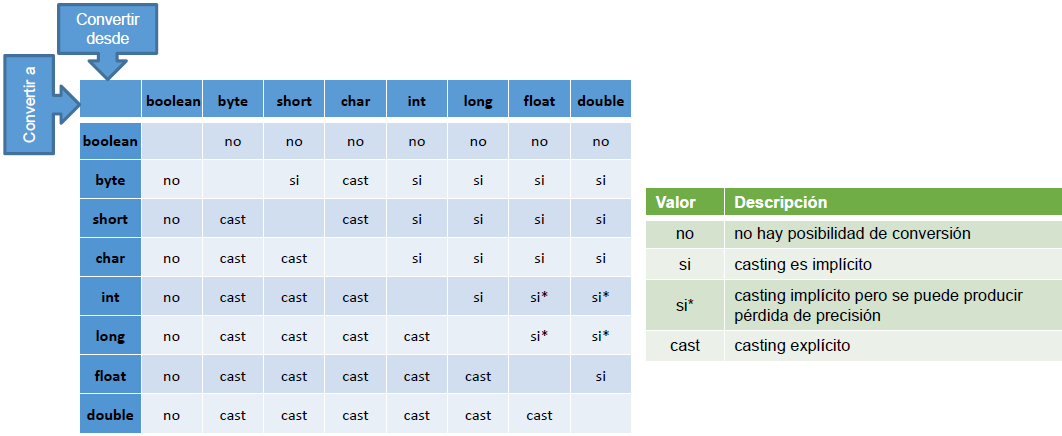 Convertir
desde
Convertir a
boolean byte short char int long float double
boolean no no no no no no no
byte no si cast si si si si
short no cast cast si si si si
char no cast cast si si si si
int no cast cast cast si si* si*
long no cast cast cast cast si* si*
float no cast cast cast cast cast si
double no cast cast cast cast cast cast
Valor Descripción
no no hay posibilidad de conversión
si casting es implícito
si* casting implícito pero se puede producir
pérdida de precisión
cast casting explícito